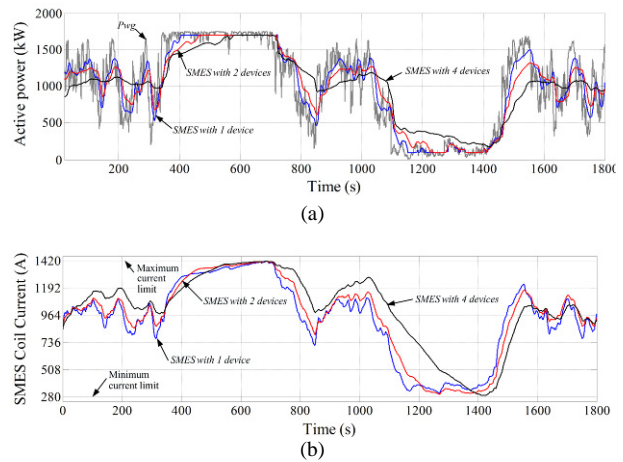 Active power (kW)
2000
1500
1000
500
0
Pwg
SMES with 2 devices
SMES with 4 devices
SMES with 1 device
200 400 600 800 1000 1200 1400 1600 1800
Time (s)
(a)
SMES Coil Current (A)
1420
1192
964
736
508
280
Maximum
current
limit
SMES with 2 devices
SMES with 4 devices
SMES with 1 device
Minimum
current limit
0 200 400 600 800 1000 1200 1400 1600 1800
Time (s)
(b)